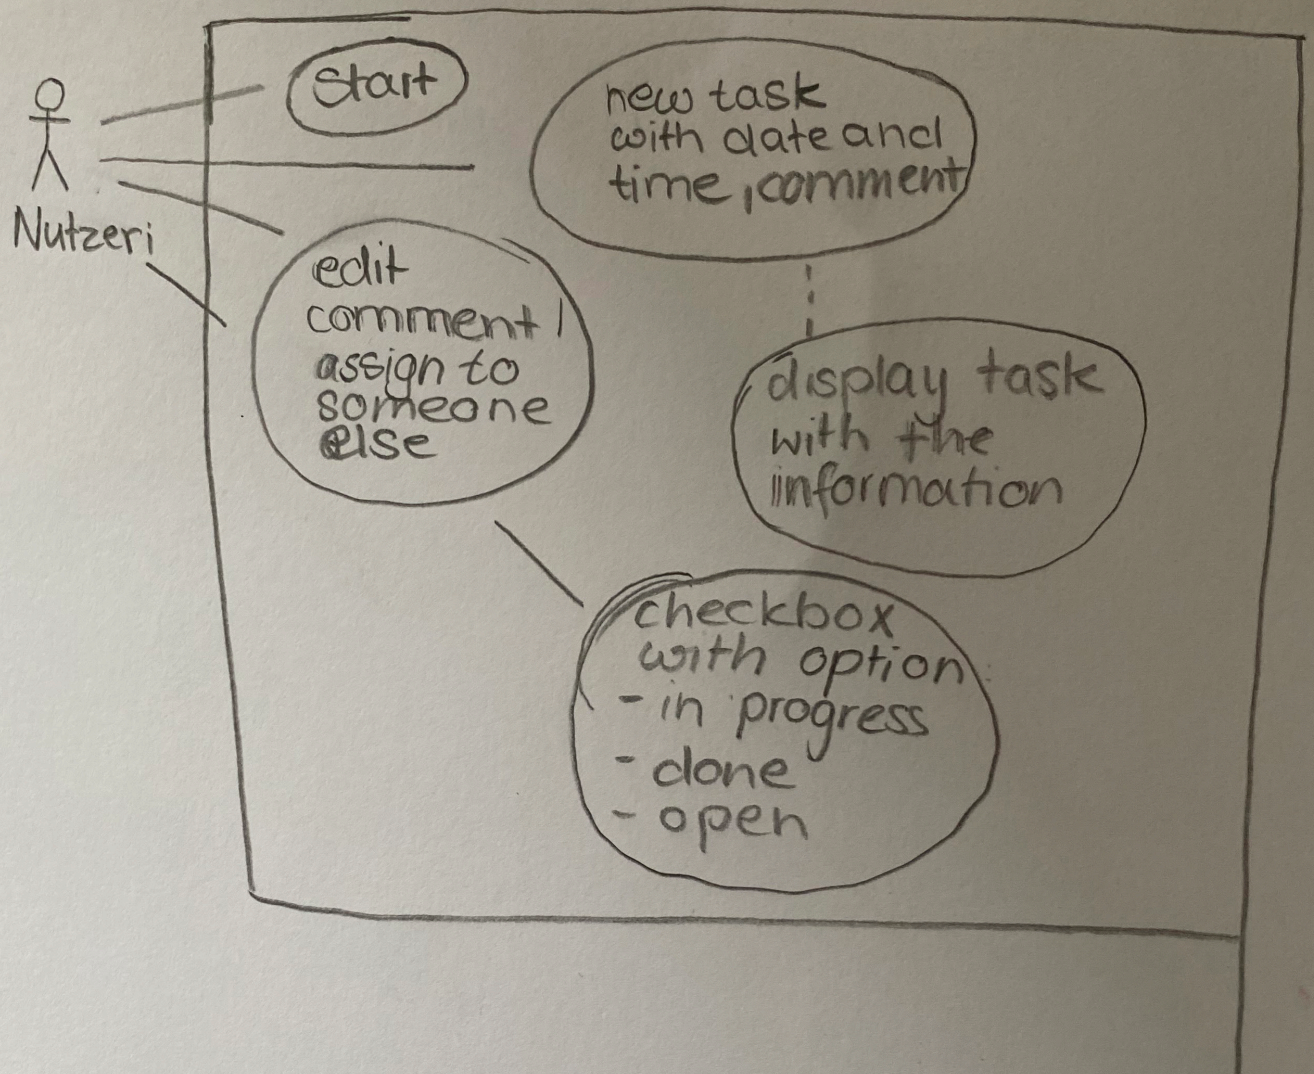 Start
new task
with date and
time, comment
Nutzeri
edit
comment /
assign to
someone
else
display task
with the
information
checkbox
with option
- in progress
- done
- open